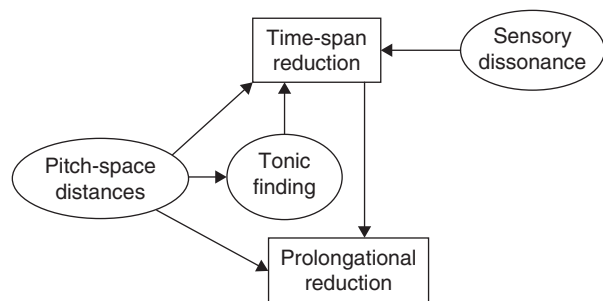 Time-span
reduction
Sensory
dissonance
Pitch-space
distances
Tonic
finding
Prolongational
reduction